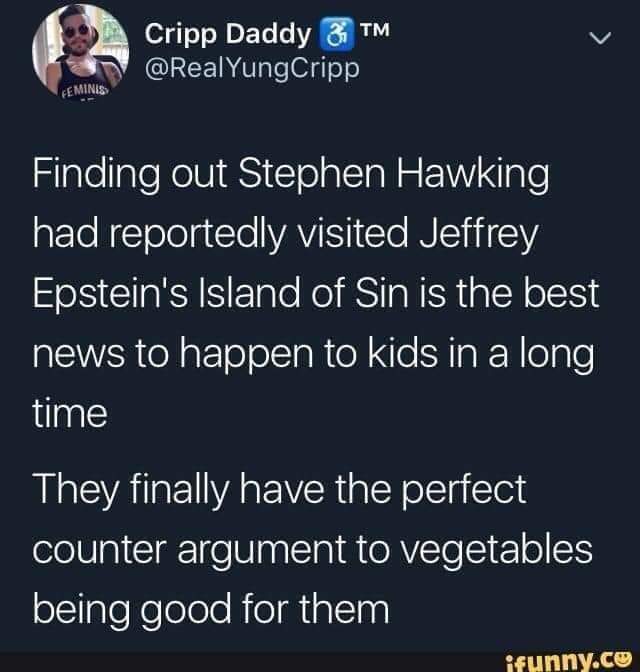 Cripp Daddy ♿ TM
@RealYungCripp
FEMINIS
Finding out Stephen Hawking
had reportedly visited Jeffrey
Epstein's Island of Sin is the best
news to happen to kids in a long
time
They finally have the perfect
counter argument to vegetables
being good for them
ifunny.co